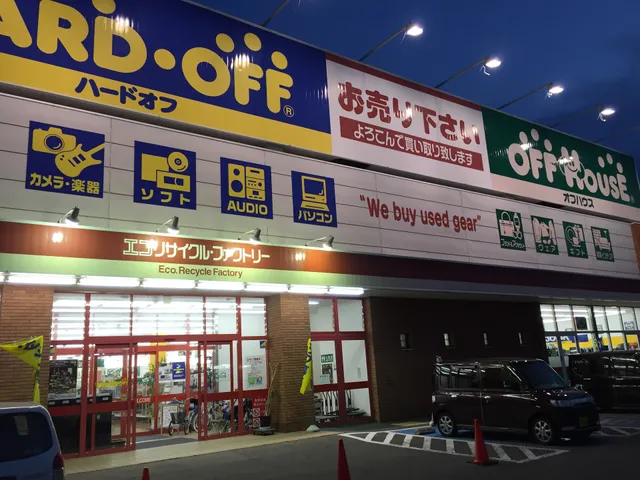 ARD・OFF®
ハードオフ
お売り下さい
よろこんで買い取り致します
OFF HOUSE
オフハウス
カメラ・楽器
ソフト
AUDIO
パソコン
"We buy used gear"
エコリサイクル・ファクトリー
Eco.Recycle Factory